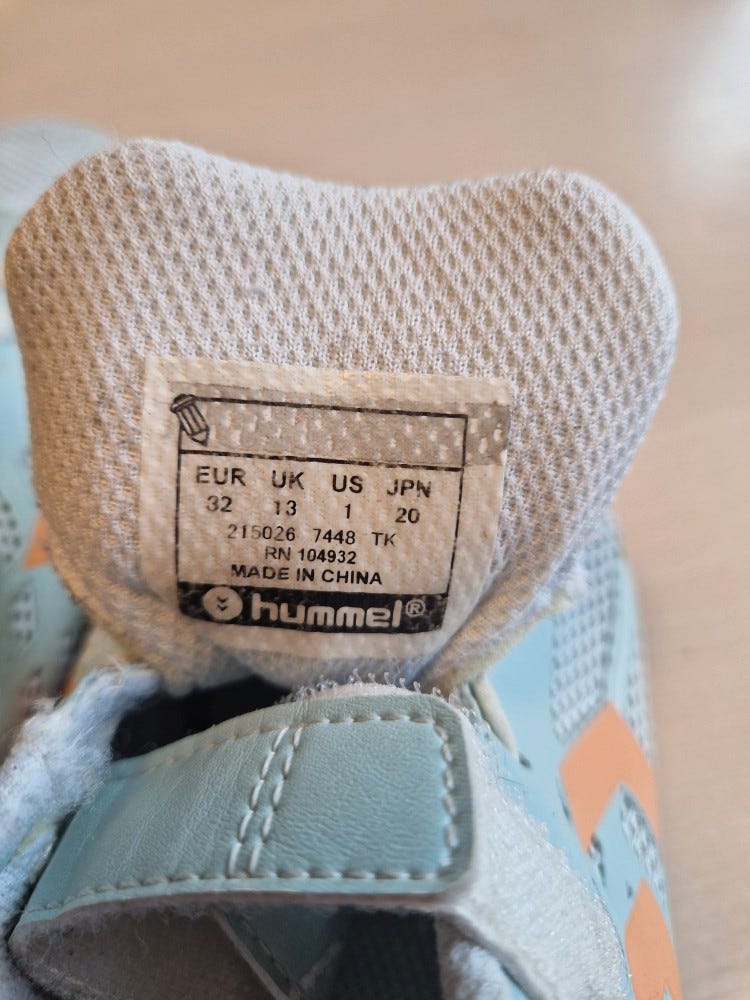 EUR UK US JPN
32 13 1 20
215026 7448 TK
RN 104932
MADE IN CHINA
hummel®